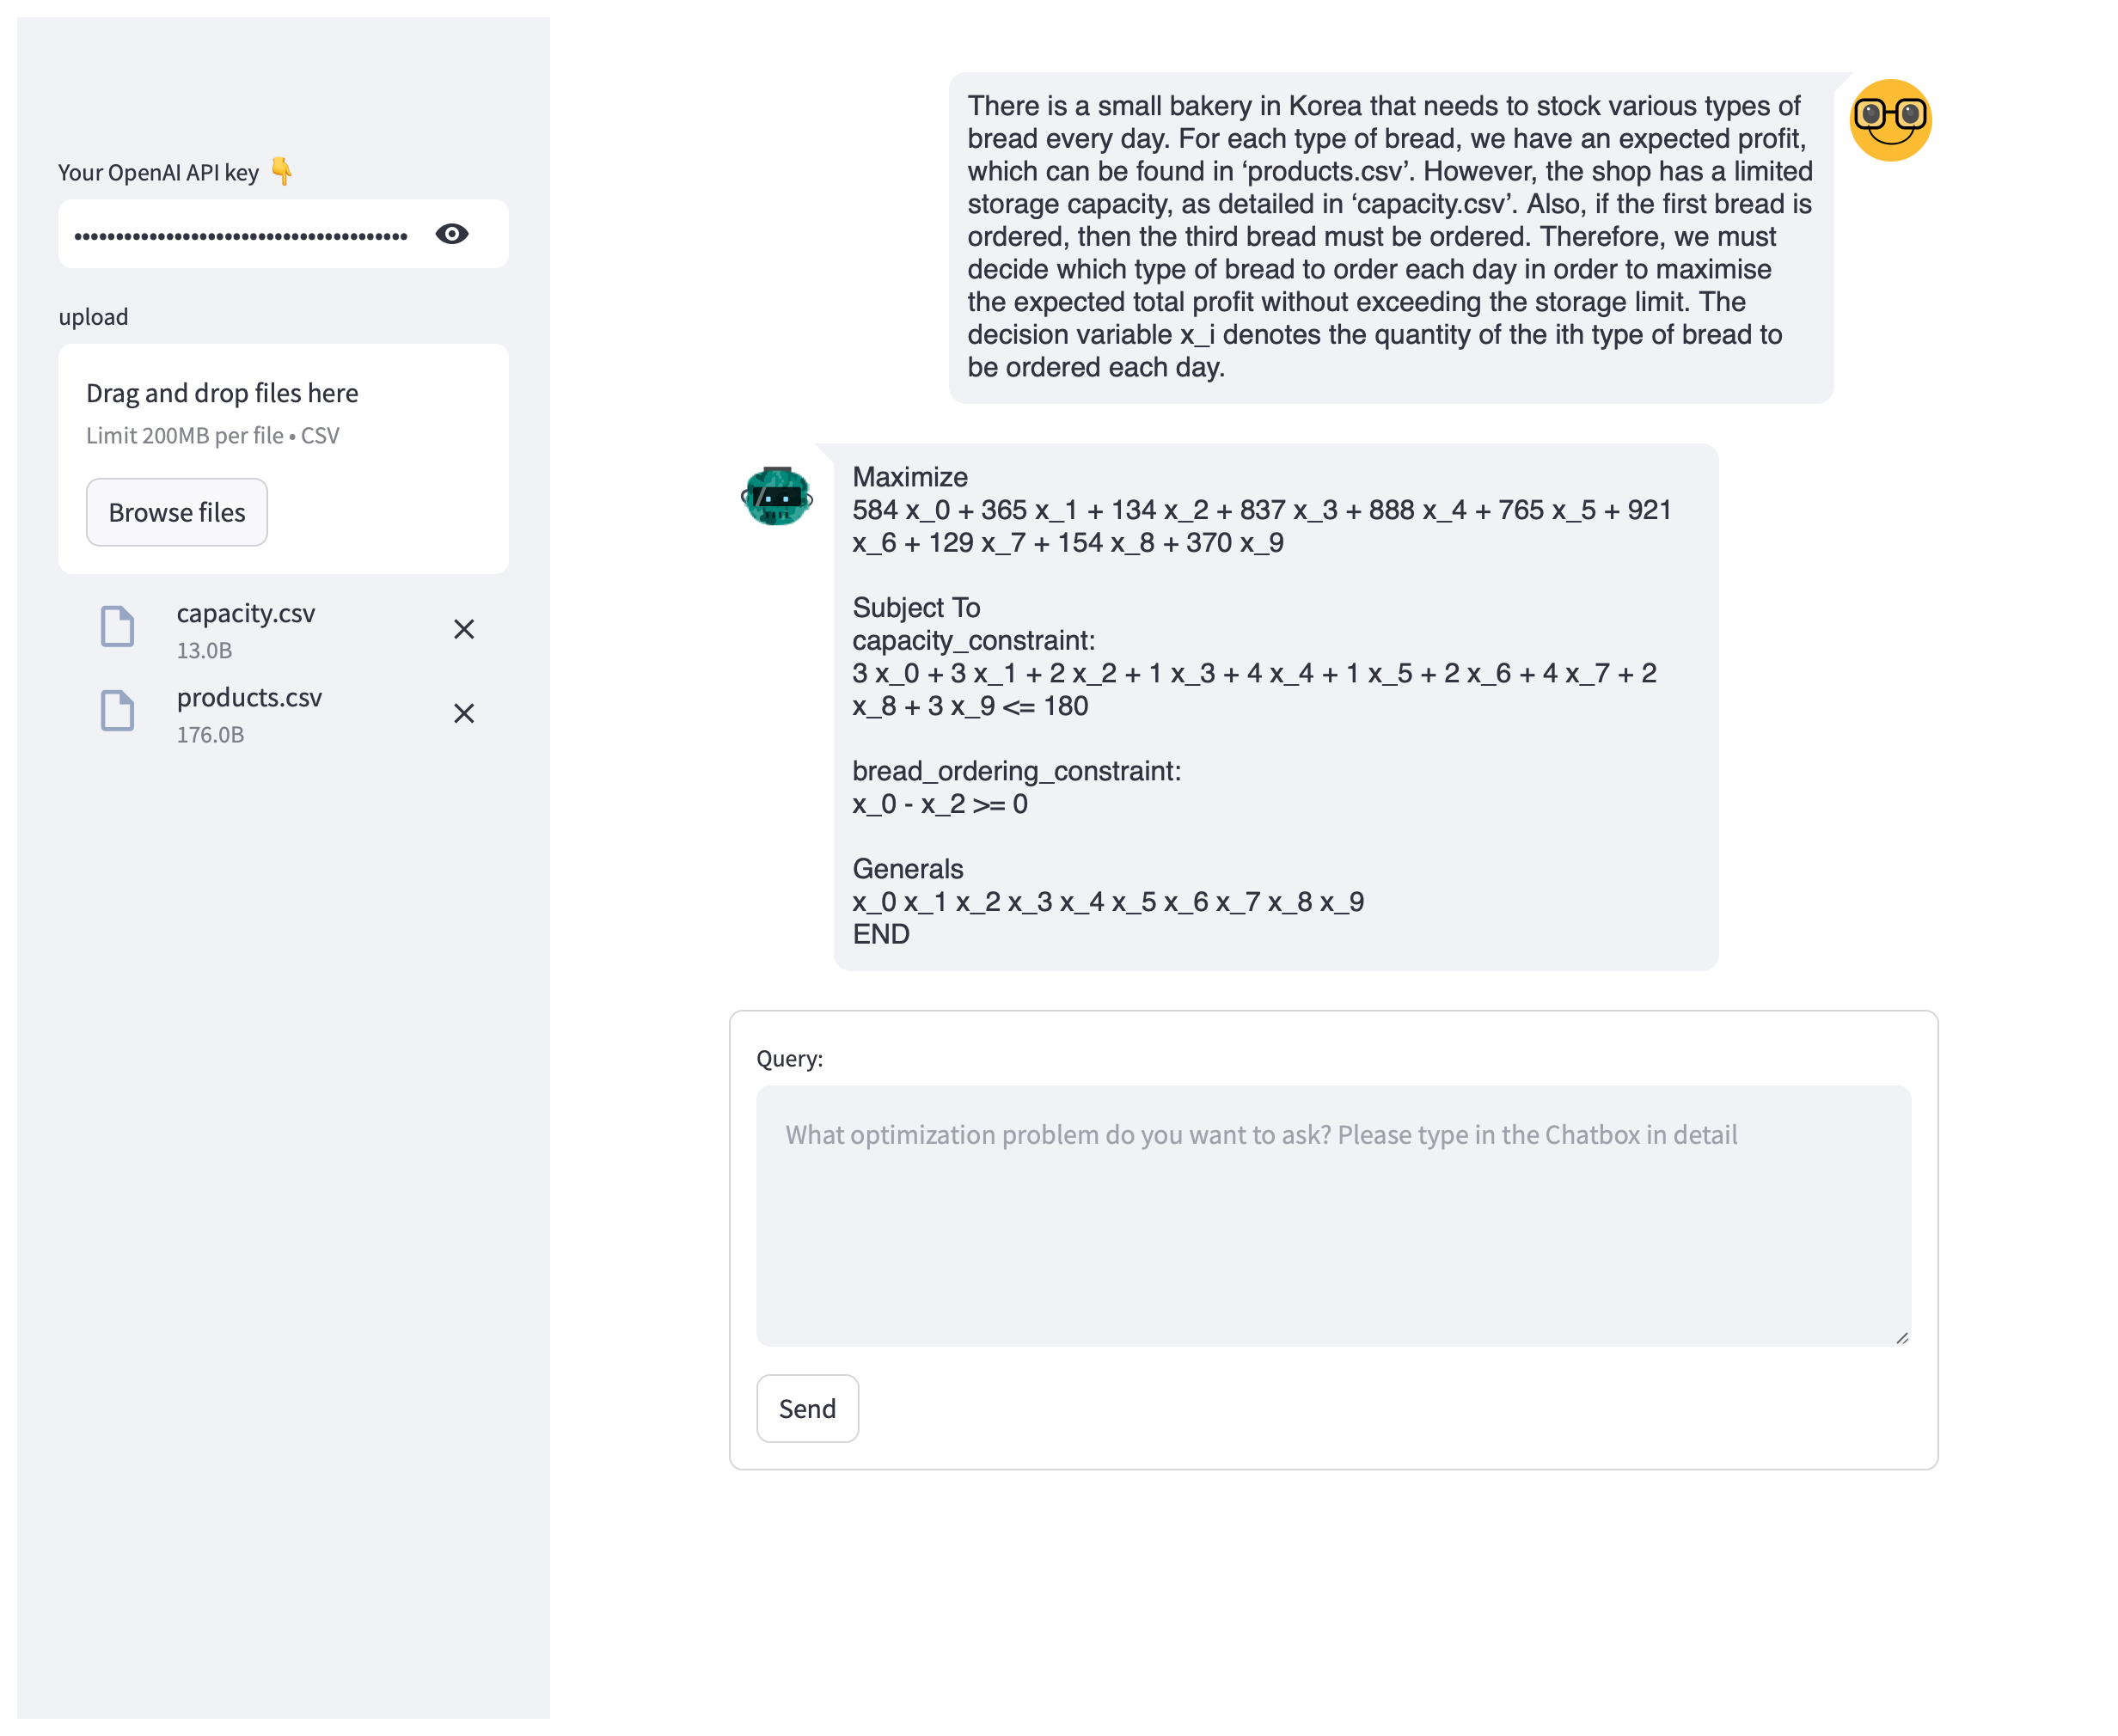 Your OpenAI API key 👇
••••••••••••••••••••••••••••••••••••••••
upload
Drag and drop files here
Limit 200MB per file • CSV
Browse files
capacity.csv
13.0B
products.csv
176.0B
There is a small bakery in Korea that needs to stock various types of
bread every day. For each type of bread, we have an expected profit,
which can be found in ‘products.csv’. However, the shop has a limited
storage capacity, as detailed in ‘capacity.csv’. Also, if the first bread is
ordered, then the third bread must be ordered. Therefore, we must
decide which type of bread to order each day in order to maximise
the expected total profit without exceeding the storage limit. The
decision variable x_i denotes the quantity of the ith type of bread to
be ordered each day.
Maximize
584 x_0 + 365 x_1 + 134 x_2 + 837 x_3 + 888 x_4 + 765 x_5 + 921
x_6 + 129 x_7 + 154 x_8 + 370 x_9
Subject To
capacity_constraint:
3 x_0 + 3 x_1 + 2 x_2 + 1 x_3 + 4 x_4 + 1 x_5 + 2 x_6 + 4 x_7 + 2
x_8 + 3 x_9 <= 180
bread_ordering_constraint:
x_0 - x_2 >= 0
Generals
x_0 x_1 x_2 x_3 x_4 x_5 x_6 x_7 x_8 x_9
END
Query:
What optimization problem do you want to ask? Please type in the Chatbox in detail
Send